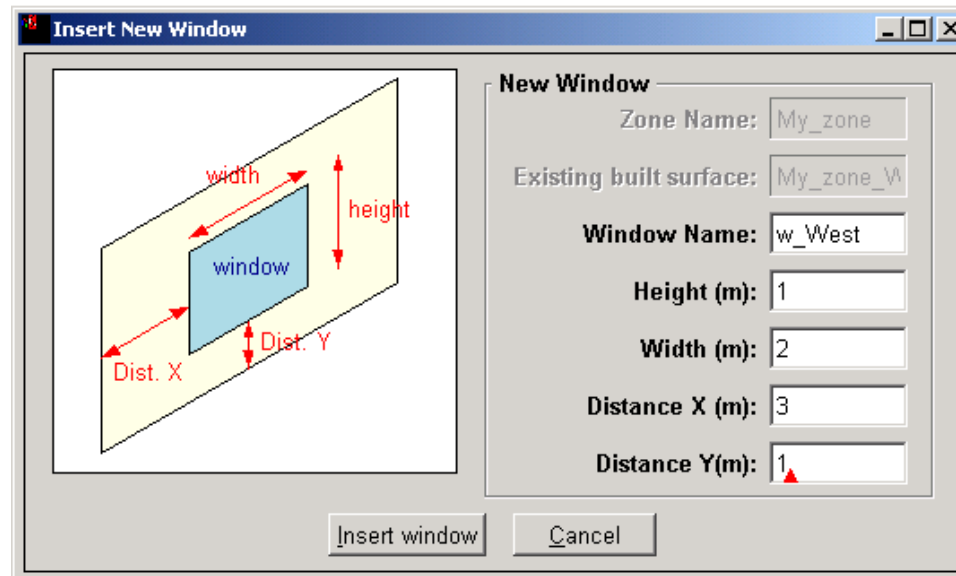 Insert New Window
width
height
window
Dist. Y
Dist. X
New Window
Zone Name: My_zone
Existing built surface: My_zone_W
Window Name: w_West
Height (m): 1
Width (m): 2
Distance X (m): 3
Distance Y(m): 1
Insert window Cancel